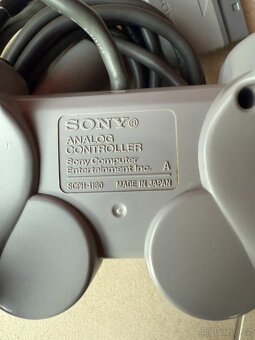 SONY®
ANALOG
CONTROLLER
Sony Computer
Entertainment Inc. A
SCPH-1180 MADE IN JAPAN